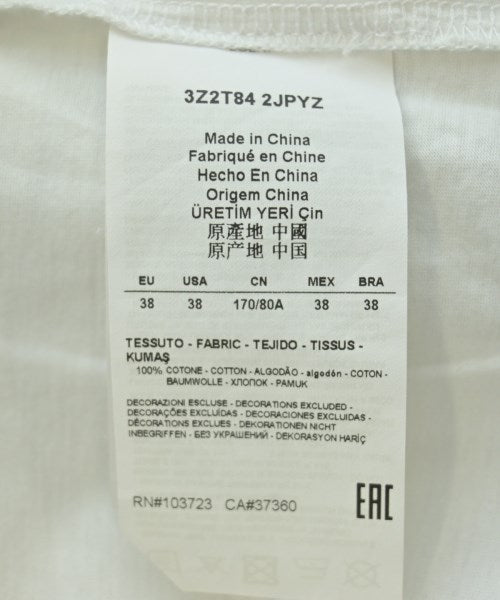 3Z2T84 2JPYZ
Made in China
Fabriqué en Chine
Hecho En China
Origem China
ÜRETİM YERİ Çin
原產地 中國
原产地 中国
EU USA CN MEX BRA
38 38 170/80A 38 38
TESSUTO - FABRIC - TEJIDO - TISSUS -
KUMAŞ
100% COTONE - COTTON - ALGODÃO - algodón - COTON -
BAUMWOLLE - ХЛОПОК - PAMUK
DECORAZIONI ESCLUSE - DECORATIONS EXCLUDED -
DECORAÇÕES EXCLUÍDAS - DECORACIONES EXCLUIDAS -
DÉCORATIONS EXCLUES - DEKORATIONEN NICHT
INBEGRIFFEN - БЕЗ УКРАШЕНИЙ - DEKORASYON HARİÇ
RN#103723 CA#37360
EAC